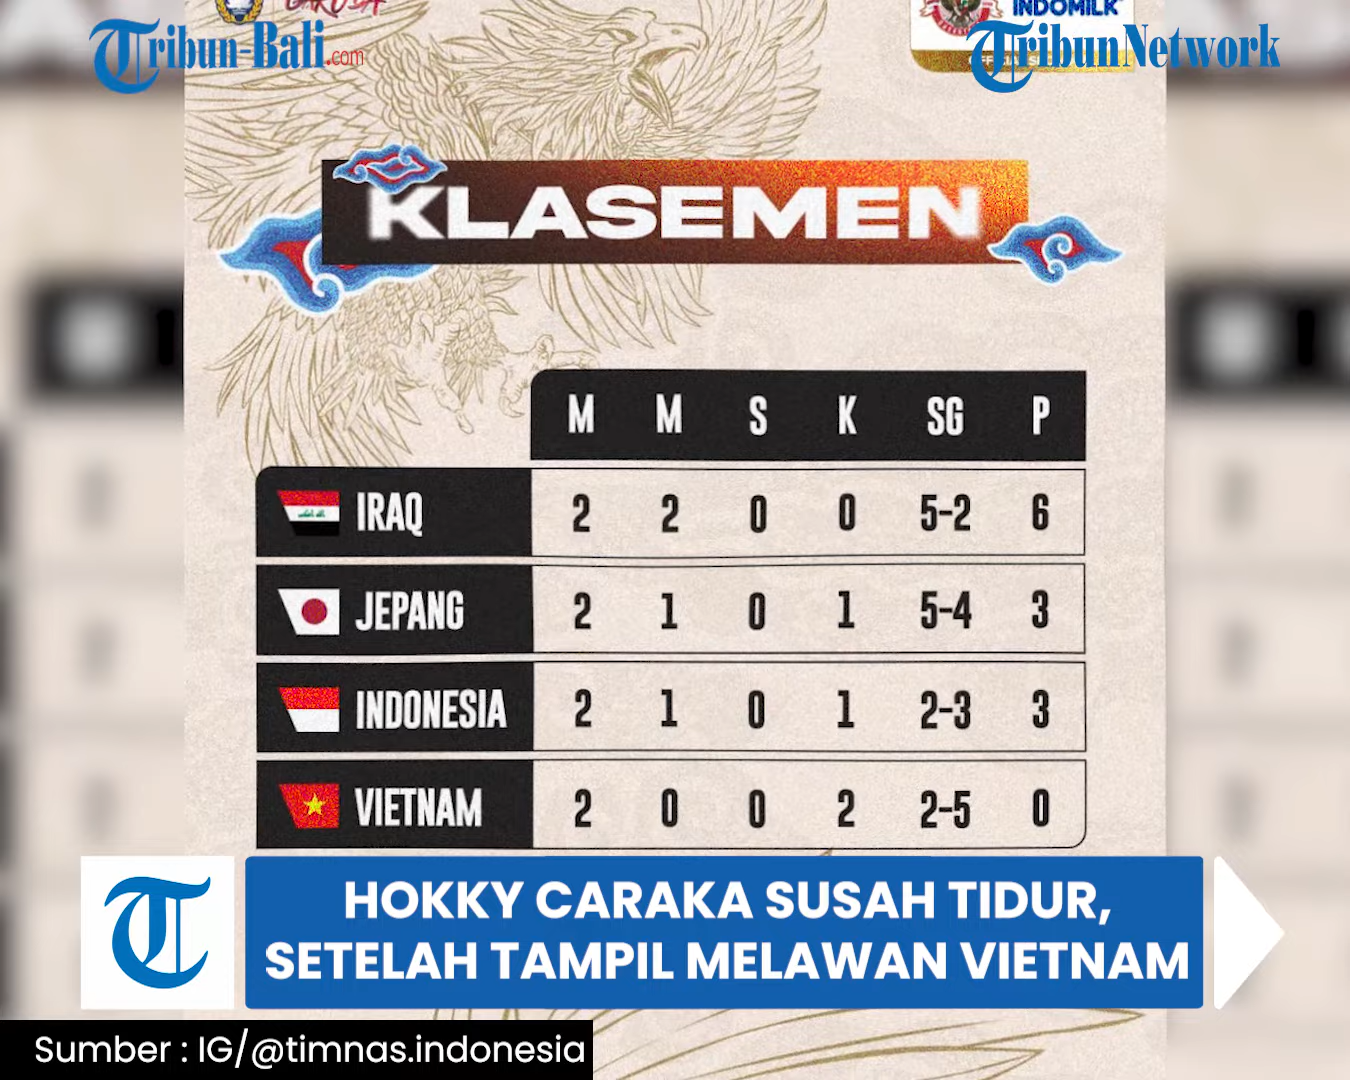 GARUDA
INDOMILK
Tribun-Bali.com
TribunNetwork
KLASEMEN
M M S K SG P
IRAQ 2 2 0 0 5-2 6
JEPANG 2 1 0 1 5-4 3
INDONESIA 2 1 0 1 2-3 3
VIETNAM 2 0 0 2 2-5 0
HOKKY CARAKA SUSAH TIDUR,
SETELAH TAMPIL MELAWAN VIETNAM
Sumber : IG/@timnas.indonesia